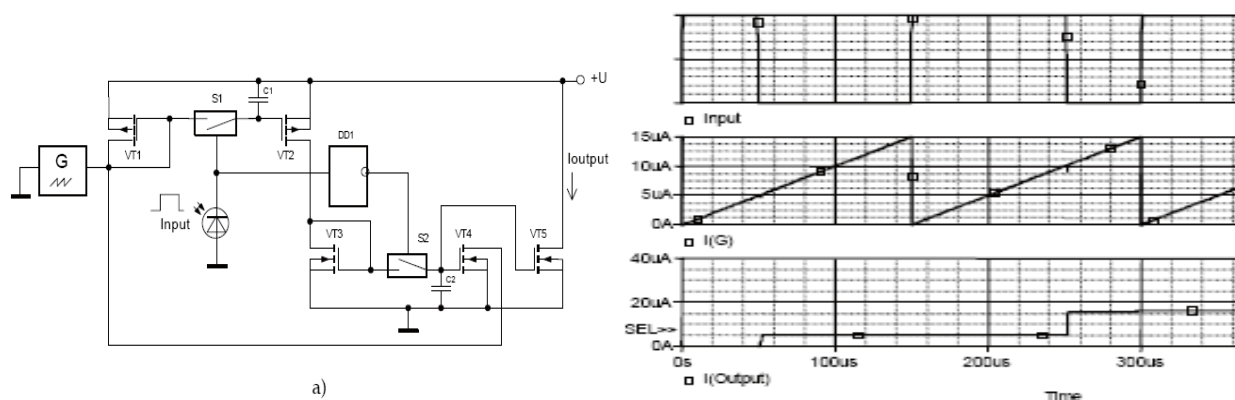 +U
S1
C1
DD1
G
VT1
VT2
Ioutput
Input
VT3
S2
VT4
VT5
C2
a)
Input
15uA
10uA
5uA
0A
I(G)
40uA
20uA
SEL>>
0A
0s
100us
200us
300us
I(Output)
Time